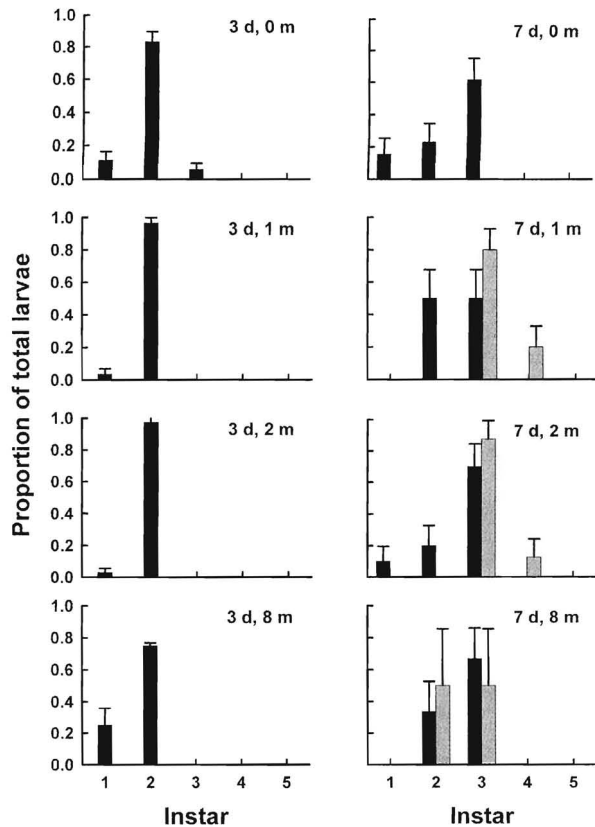 Proportion of total larvae
1.0
0.8
0.6
0.4
0.2
0.0
3 d, 0 m
7 d, 0 m
1.0
0.8
0.6
0.4
0.2
0.0
3 d, 1 m
7 d, 1 m
1.0
0.8
0.6
0.4
0.2
0.0
3 d, 2 m
7 d, 2 m
1.0
0.8
0.6
0.4
0.2
0.0
3 d, 8 m
7 d, 8 m
1 2 3 4 5
1 2 3 4 5
Instar
Instar